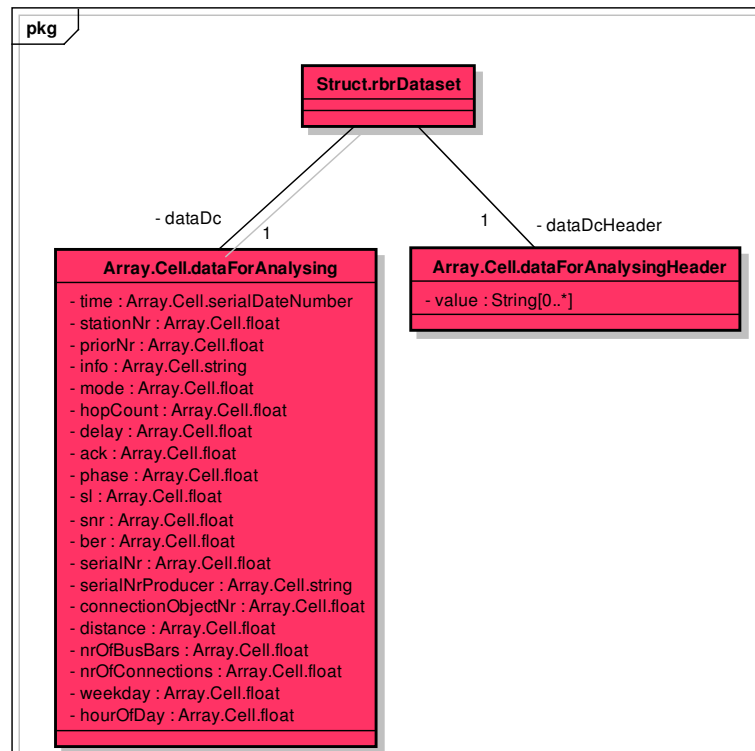 pkg
Struct.rbrDataset
- dataDc
1
1
- dataDcHeader
Array.Cell.dataForAnalysing
- time : Array.Cell.serialDateNumber
- stationNr : Array.Cell.float
- priorNr : Array.Cell.float
- info : Array.Cell.string
- mode : Array.Cell.float
- hopCount : Array.Cell.float
- delay : Array.Cell.float
- ack : Array.Cell.float
- phase : Array.Cell.float
- sl : Array.Cell.float
- snr : Array.Cell.float
- ber : Array.Cell.float
- serialNr : Array.Cell.float
- serialNrProducer : Array.Cell.string
- connectionObjectNr : Array.Cell.float
- distance : Array.Cell.float
- nrOfBusBars : Array.Cell.float
- nrOfConnections : Array.Cell.float
- weekday : Array.Cell.float
- hourOfDay : Array.Cell.float
Array.Cell.dataForAnalysingHeader
- value : String[0..*]